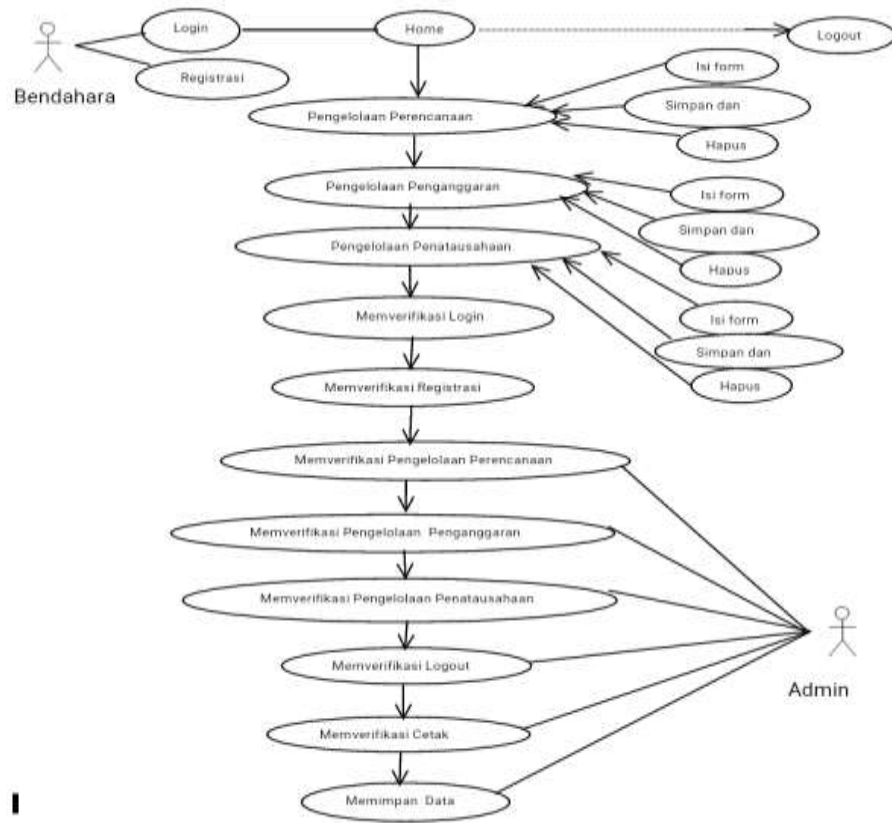 Login
Home
Logout
Registrasi
Bendahara
Isi form
Simpan dan
Hapus
Pengelolaan Perencanaan
Pengelolaan Penganggaran
Isi form
Simpan dan
Hapus
Pengelolaan Penatausahaan
Isi form
Simpan dan
Hapus
Memverifikasi Login
Memverifikasi Registrasi
Memverifikasi Pengelolaan Perencanaan
Memverifikasi Pengelolaan Penganggaran
Memverifikasi Pengelolaan Penatausahaan
Memverifikasi Logout
Admin
Memverifikasi Cetak
Memimpan Data